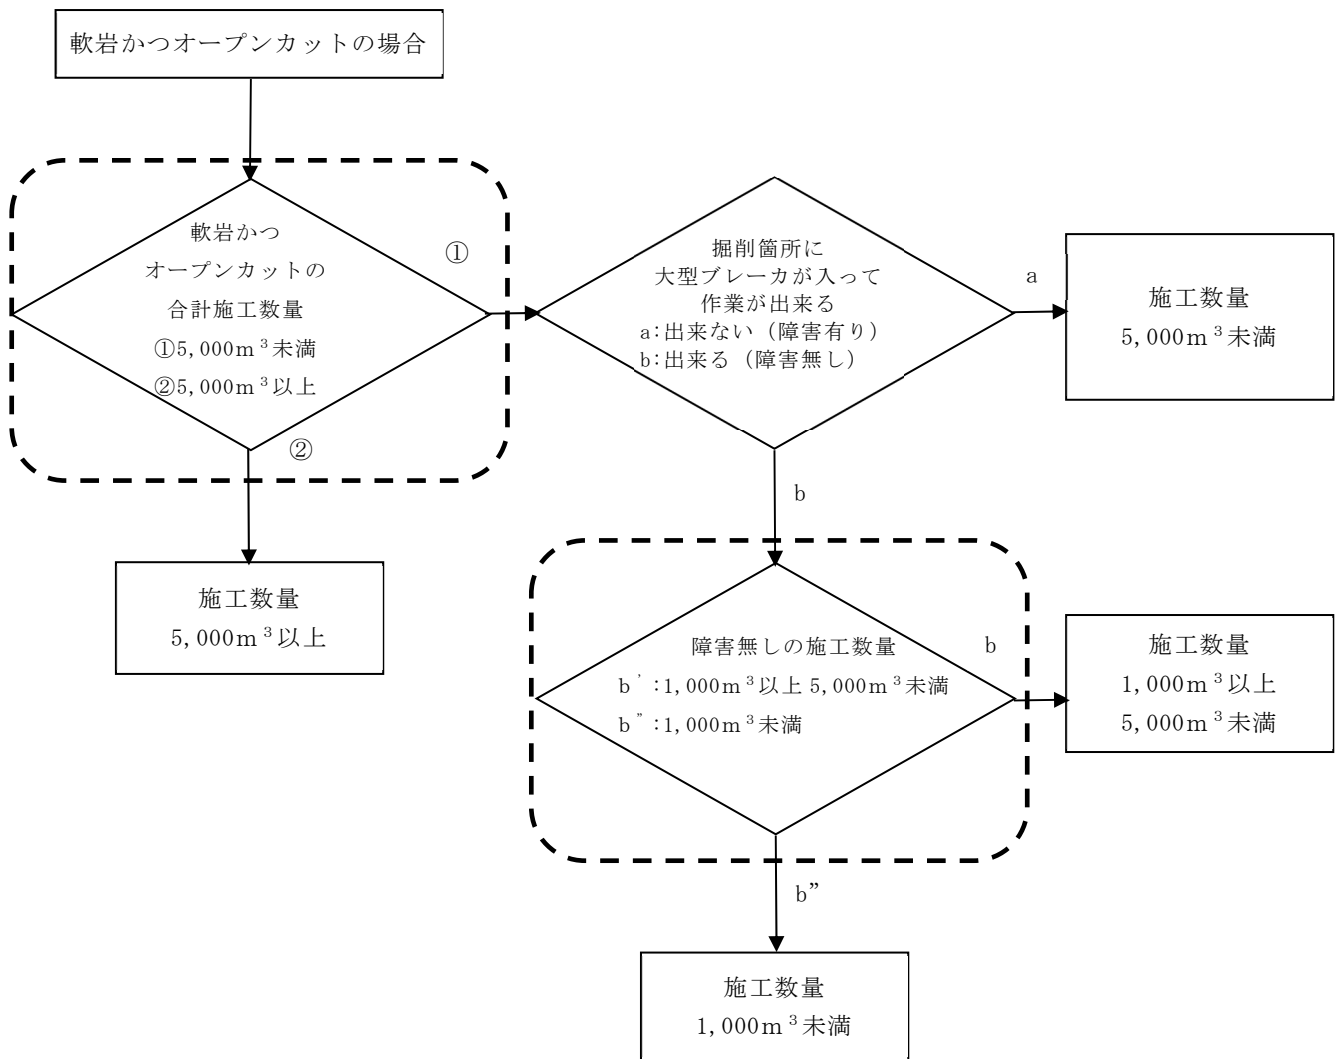 軟岩かつオープンカットの場合
軟岩かつ
オープンカットの
合計施工数量
①5,000m³未満
②5,000m³以上
①
②
施工数量
5,000m³以上
掘削箇所に
大型ブレーカが入って
作業が出来る
a:出来ない（障害有り）
b:出来る（障害無し）
a
施工数量
5,000m³未満
b
障害無しの施工数量
b’:1,000m³以上 5,000m³未満
b”:1,000m³未満
b
施工数量
1,000m³以上
5,000m³未満
b”
施工数量
1,000m³未満